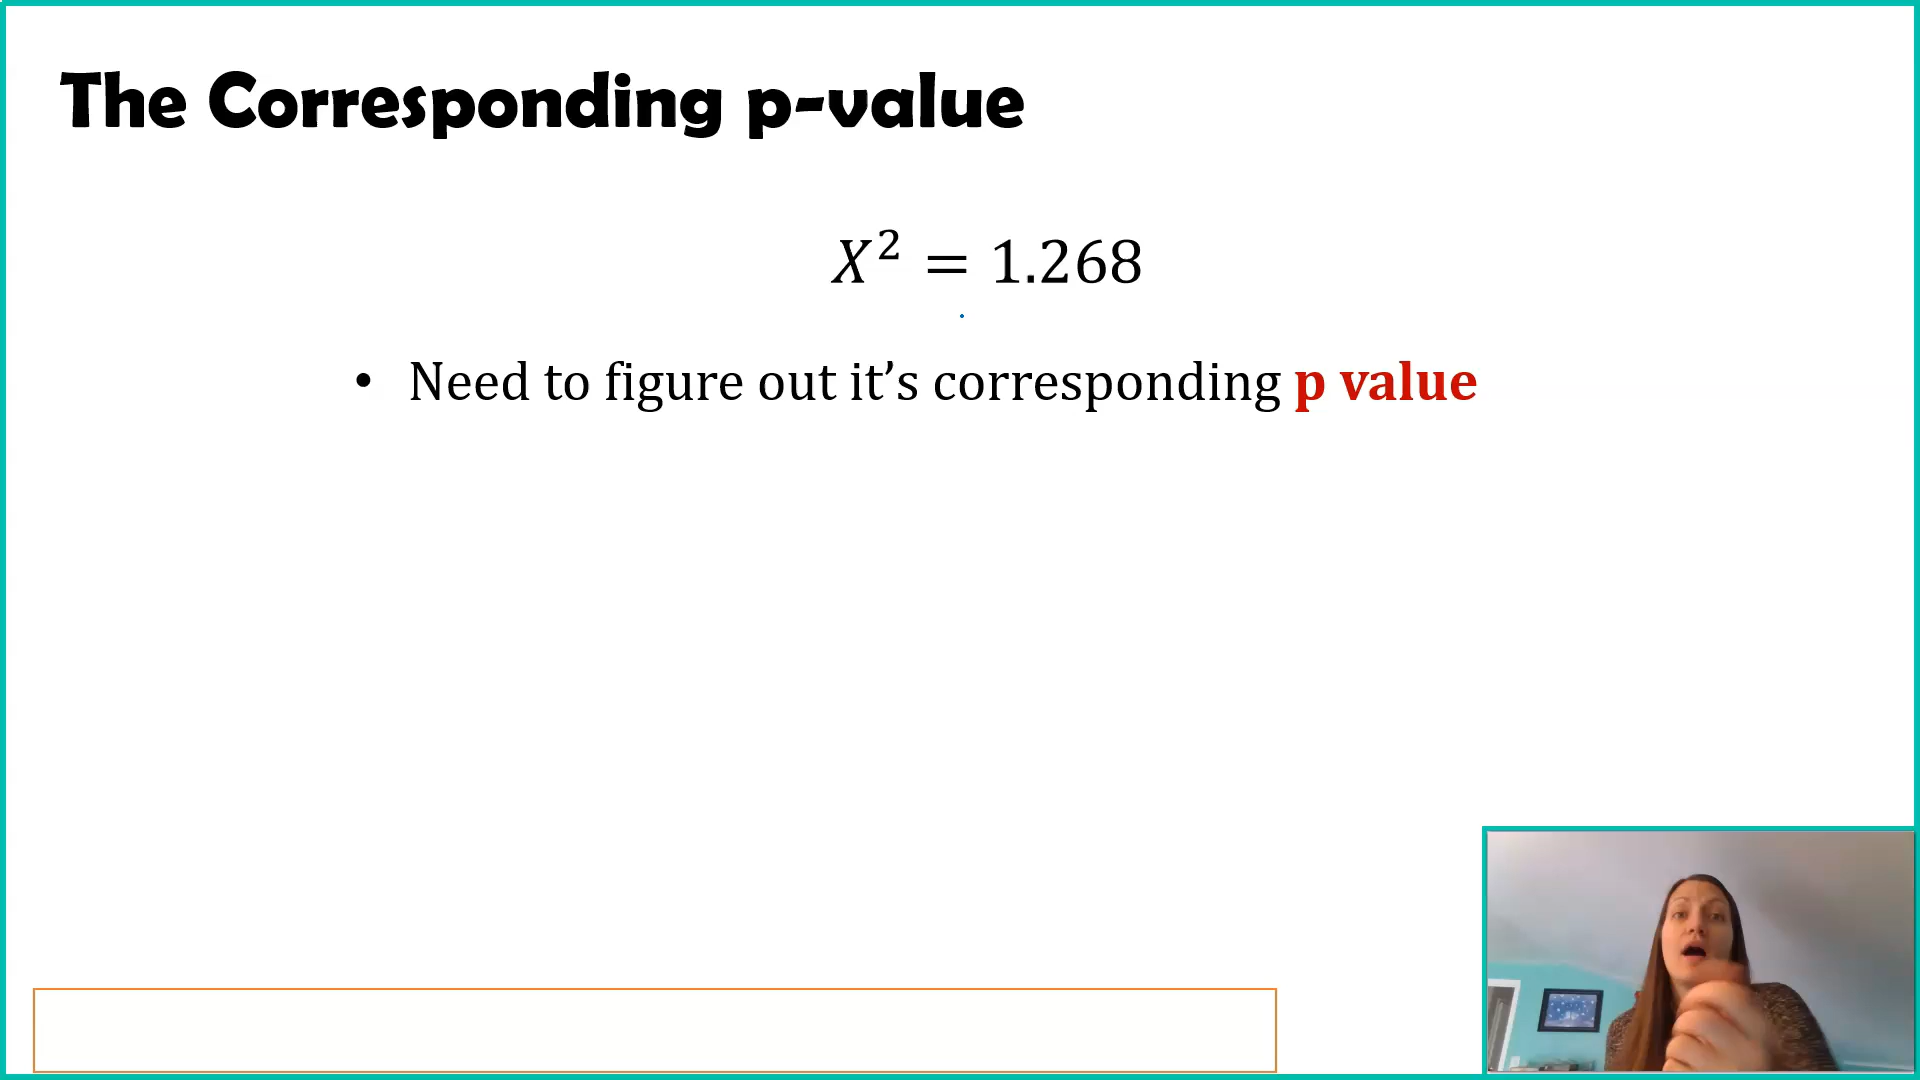 The Corresponding p-value
X² = 1.268
• Need to figure out it’s corresponding p value